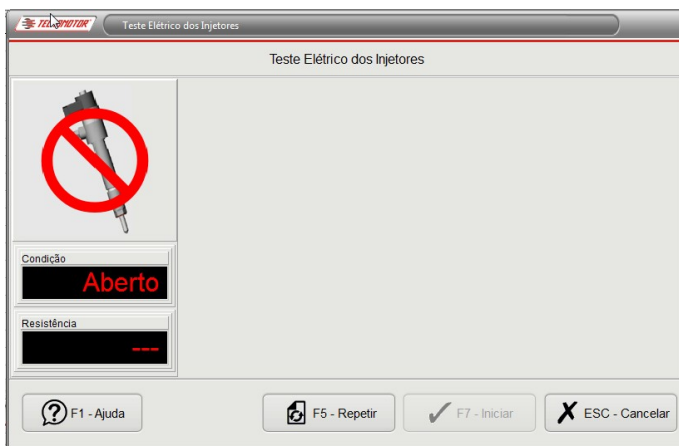 TECNOMOTOR
Teste Elétrico dos Injetores
Teste Elétrico dos Injetores
Condição
Aberto
Resistência
---
F1 - Ajuda
F5 - Repetir
F7 - Iniciar
ESC - Cancelar